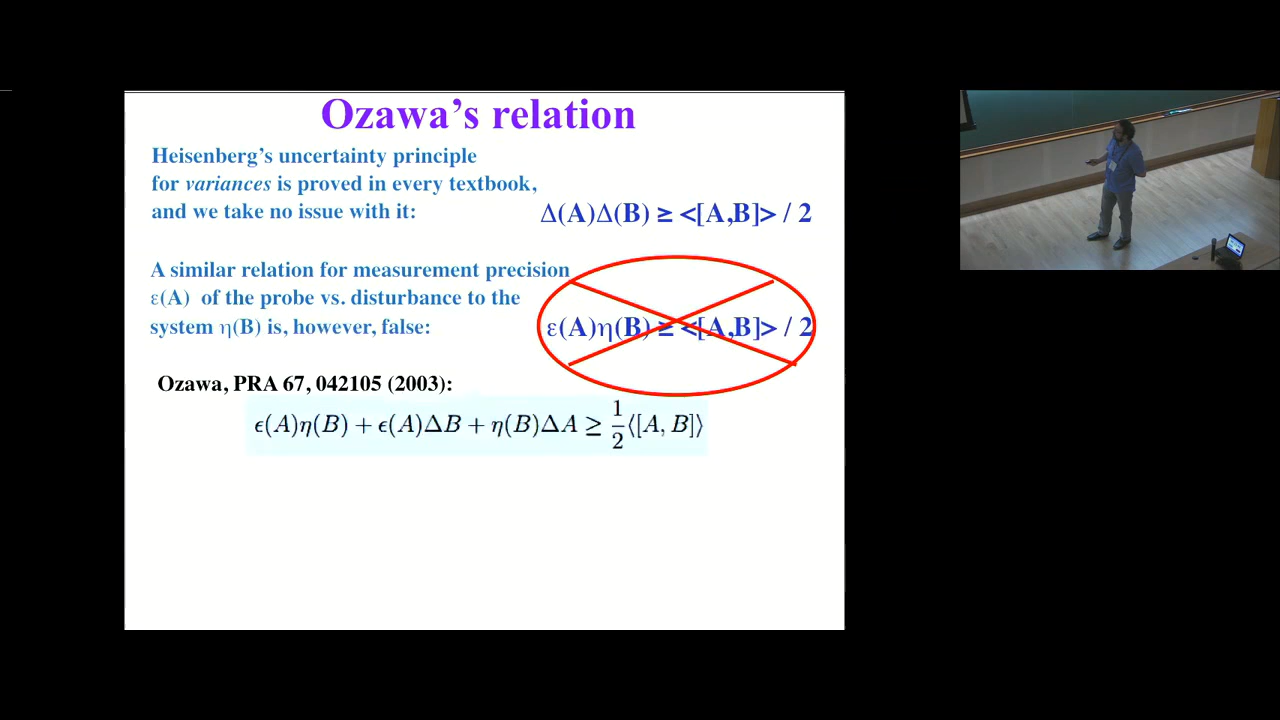 Ozawa’s relation
Heisenberg’s uncertainty principle
for variances is proved in every textbook,
and we take no issue with it:
Δ(A)Δ(B) ≥ <[A,B]> / 2
A similar relation for measurement precision
ε(A) of the probe vs. disturbance to the
system η(B) is, however, false:
ε(A)η(B) ≥ <[A,B]> / 2
Ozawa, PRA 67, 042105 (2003):
ϵ(A)η(B) + ϵ(A)ΔB + η(B)ΔA ≥ 1/2⟨[A, B]⟩